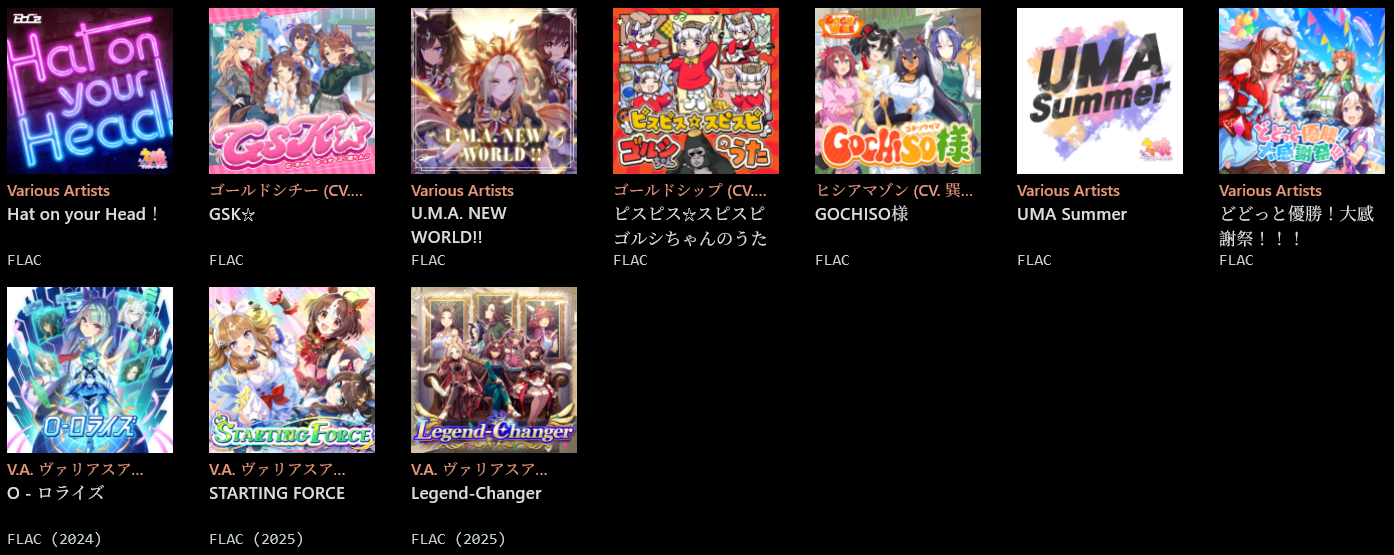 Hat on
your
Head!
GSK☆
U.M.A. NEW
WORLD!!
ピスピス☆スピスピ
ゴルシちゃんのうた
GOCHISO様
UMA
Summer
どどっと優勝!
大感謝祭!!
Various Artists
Hat on your Head！
FLAC
ゴールドシチー (CV....
GSK☆
FLAC
Various Artists
U.M.A. NEW
WORLD!!
FLAC
ゴールドシップ (CV....
ピスピス☆スピスピ
ゴルシちゃんのうた
FLAC
ヒシアマゾン (CV. 巽...
GOCHISO様
FLAC
Various Artists
UMA Summer
FLAC
Various Artists
どどっと優勝！大感
謝祭！！！
FLAC
O-ロライズ
STARTING FORCE
Legend-Changer
V.A. ヴァリアスア...
O - ロライズ
FLAC (2024)
V.A. ヴァリアスア...
STARTING FORCE
FLAC (2025)
V.A. ヴァリアスア...
Legend-Changer
FLAC (2025)